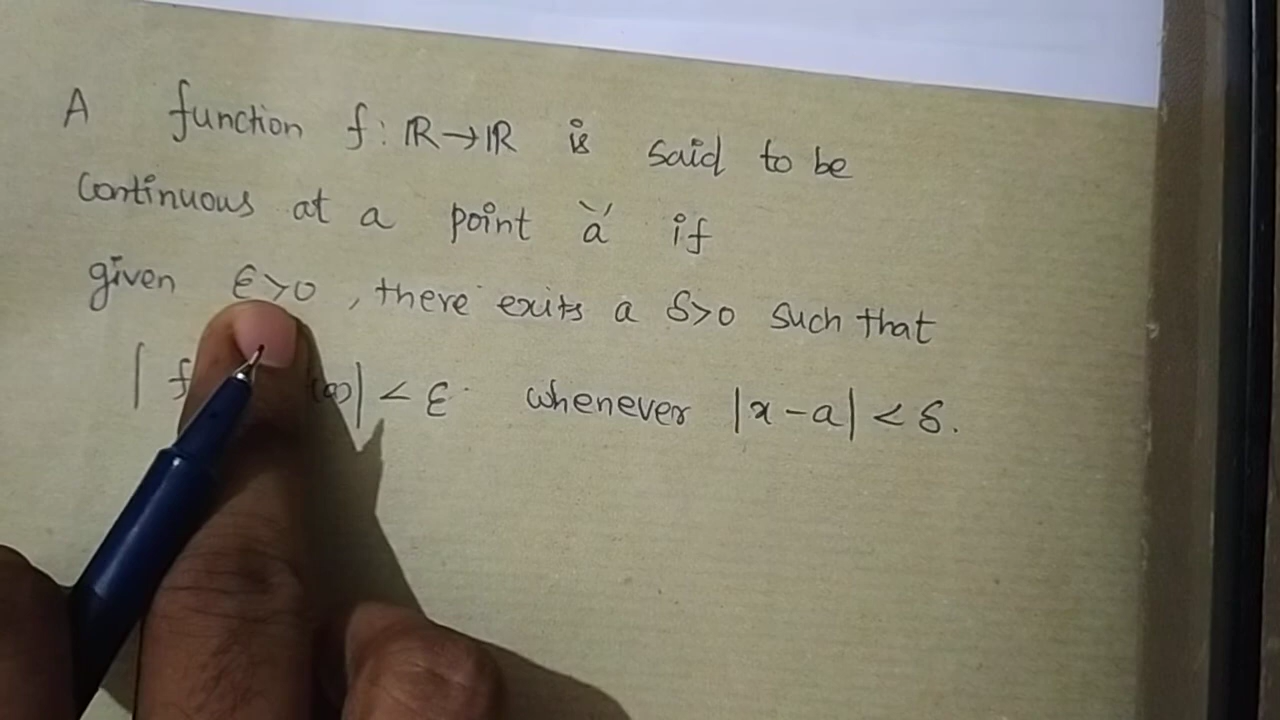 A function f: ℝ→ℝ is said to be
continuous at a point `a' if
given ε>0, there exits a δ>0 such that
| f (a)| < ε whenever |x-a| < δ.